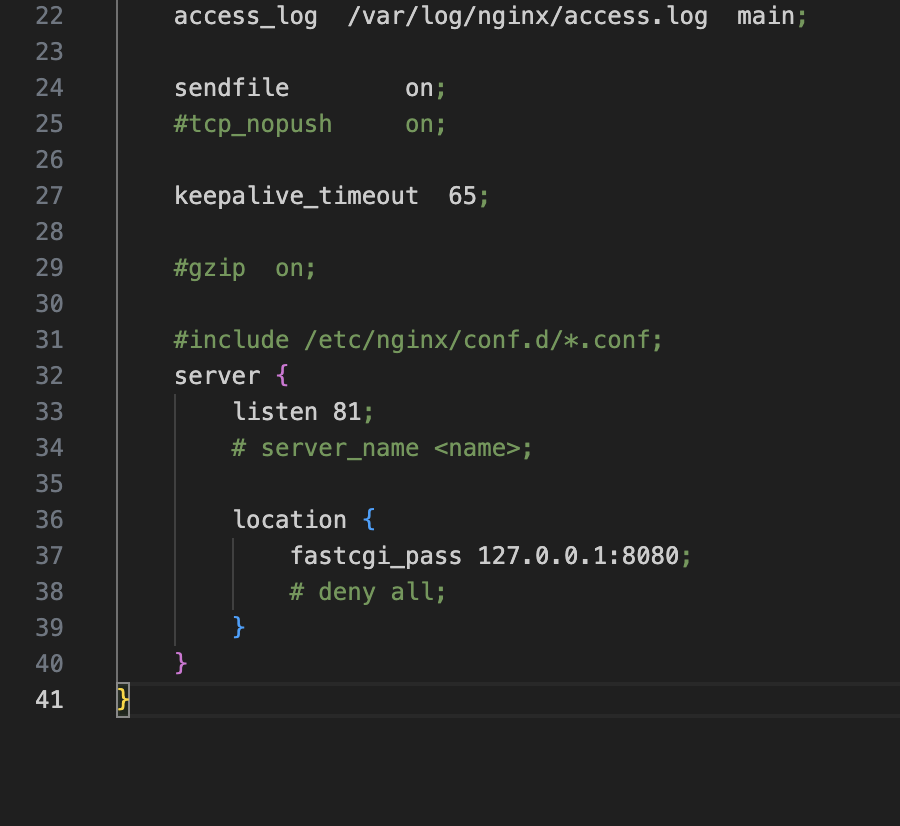 22 access_log  /var/log/nginx/access.log  main;
23
24 sendfile        on;
25 #tcp_nopush     on;
26
27 keepalive_timeout  65;
28
29 #gzip  on;
30
31 #include /etc/nginx/conf.d/*.conf;
32 server {
33     listen 81;
34     # server_name <name>;
35
36     location {
37         fastcgi_pass 127.0.0.1:8080;
38         # deny all;
39     }
40 }
41 }